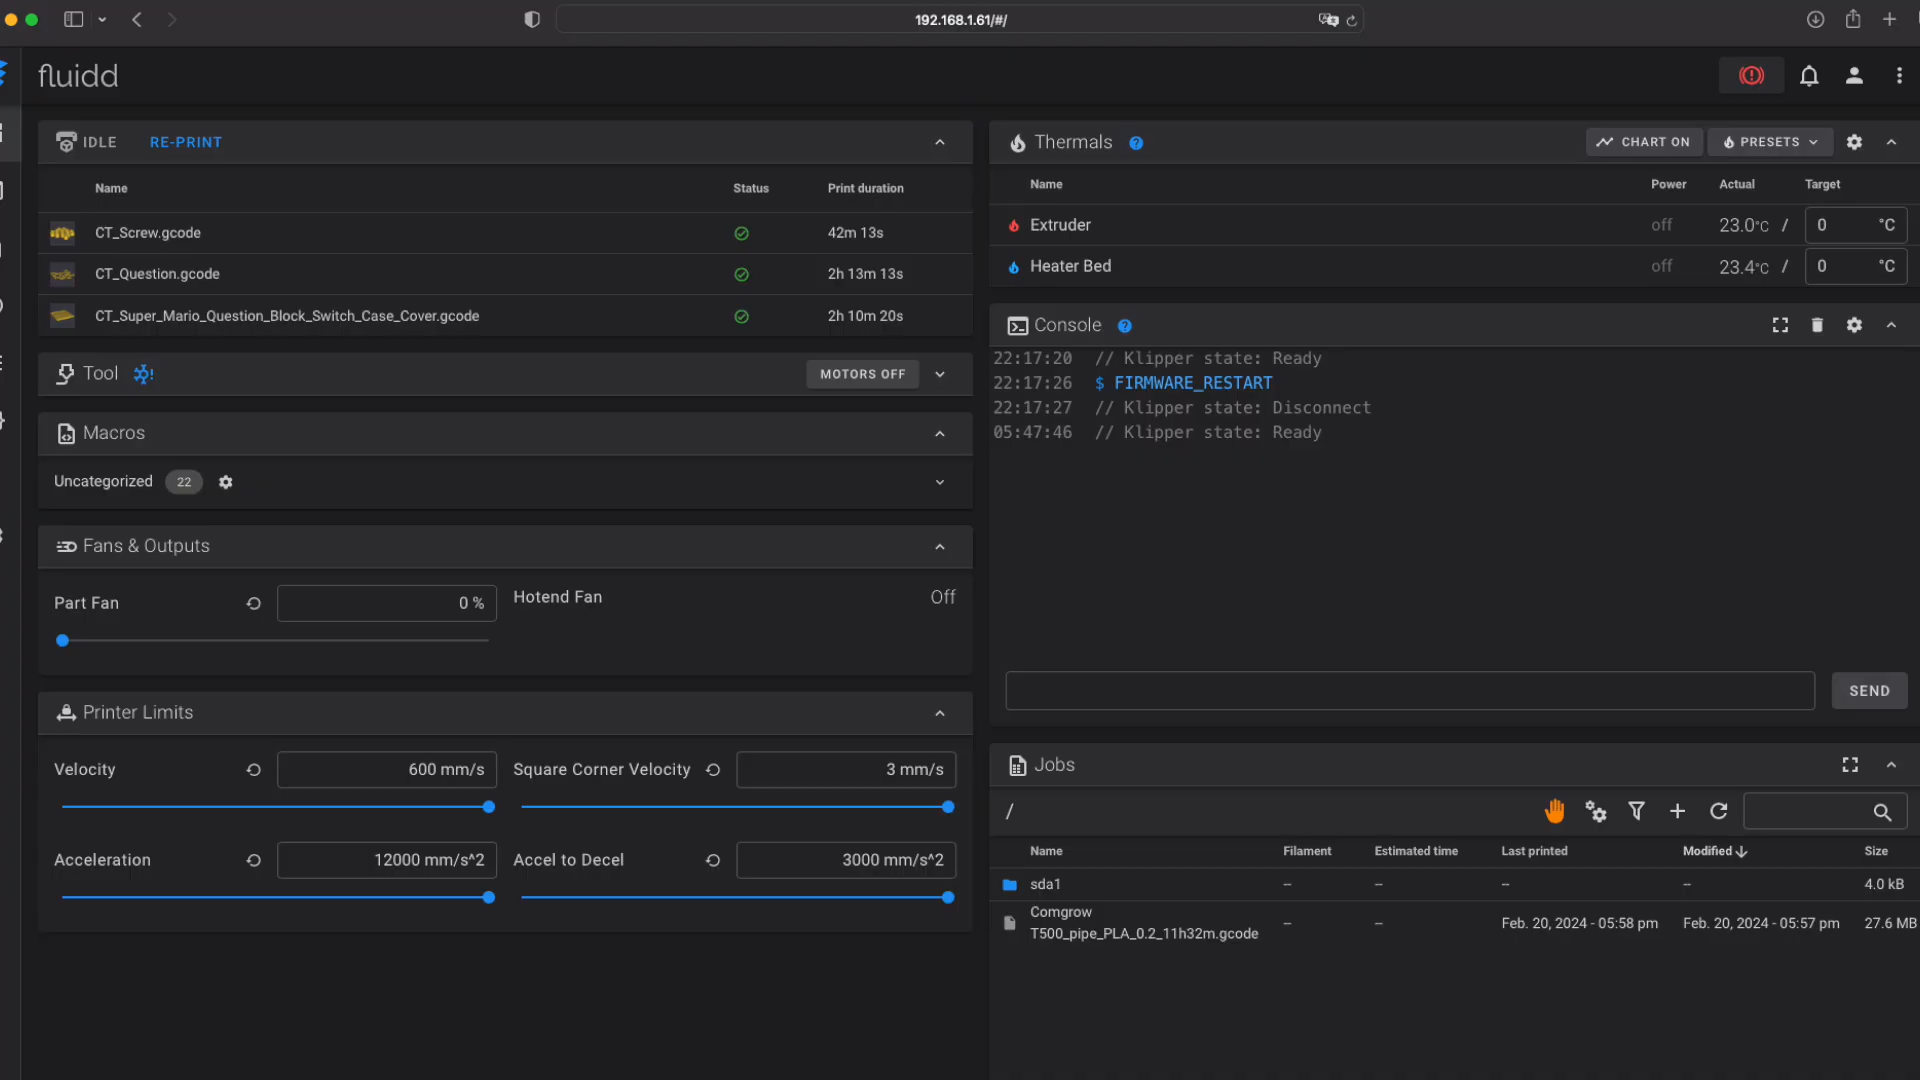 192.168.1.61/#/
fluidd
IDLE RE-PRINT
Name Status Print duration
CT_Screw.gcode 42m 13s
CT_Question.gcode 2h 13m 13s
CT_Super_Mario_Question_Block_Switch_Case_Cover.gcode 2h 10m 20s
Tool MOTORS OFF
Macros
Uncategorized 22
Fans & Outputs
Part Fan 0 % Hotend Fan Off
Printer Limits
Velocity 600 mm/s Square Corner Velocity 3 mm/s
Acceleration 12000 mm/s^2 Accel to Decel 3000 mm/s^2
Thermals CHART ON PRESETS
Name Power Actual Target
Extruder off 23.0°C / 0 °C
Heater Bed off 23.4°C / 0 °C
Console
22:17:20 // Klipper state: Ready
22:17:26 $ FIRMWARE_RESTART
22:17:27 // Klipper state: Disconnect
05:47:46 // Klipper state: Ready
SEND
Jobs
/
Name Filament Estimated time Last printed Modified Size
sda1 -- -- -- -- 4.0 kB
Comgrow
T500_pipe_PLA_0.2_11h32m.gcode -- -- Feb. 20, 2024 - 05:58 pm Feb. 20, 2024 - 05:57 pm 27.6 MB